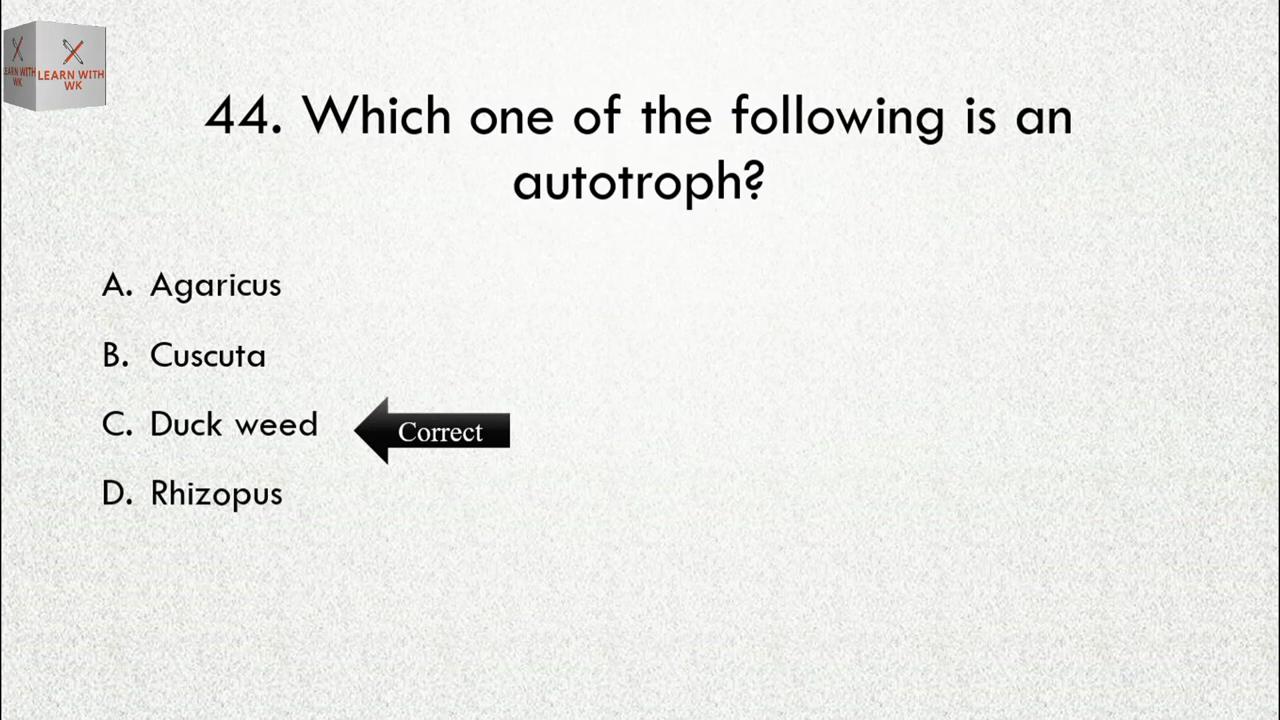 LEARN WITH
WK
LEARN WITH
WK
44. Which one of the following is an
autotroph?
A. Agaricus
B. Cuscuta
C. Duck weed
Correct
D. Rhizopus